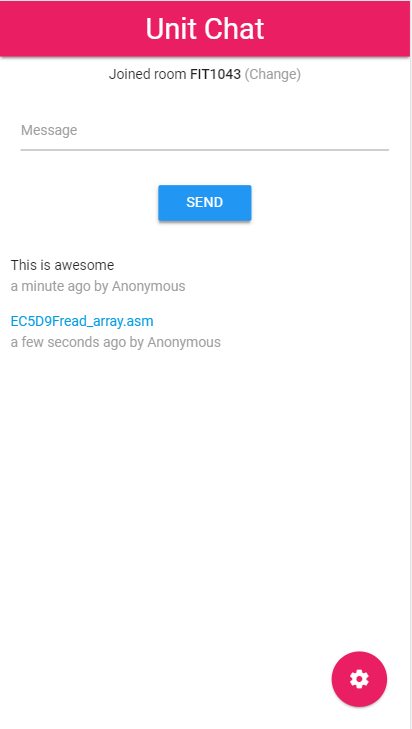 Unit Chat
Joined room FIT1043 (Change)
Message
SEND
This is awesome
a minute ago by Anonymous
EC5D9Fread_array.asm
a few seconds ago by Anonymous